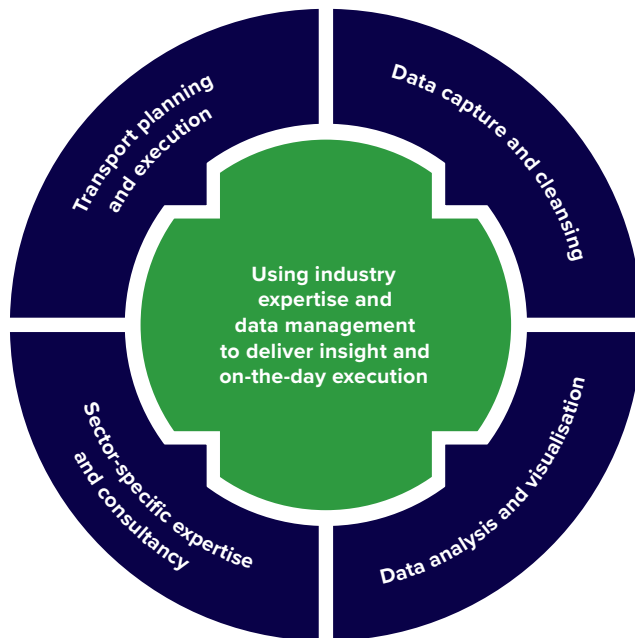 Transport planning
and execution
Data capture and cleansing
Using industry
expertise and
data management
to deliver insight and
on-the-day execution
Sector-specific expertise
and consultancy
Data analysis and visualisation